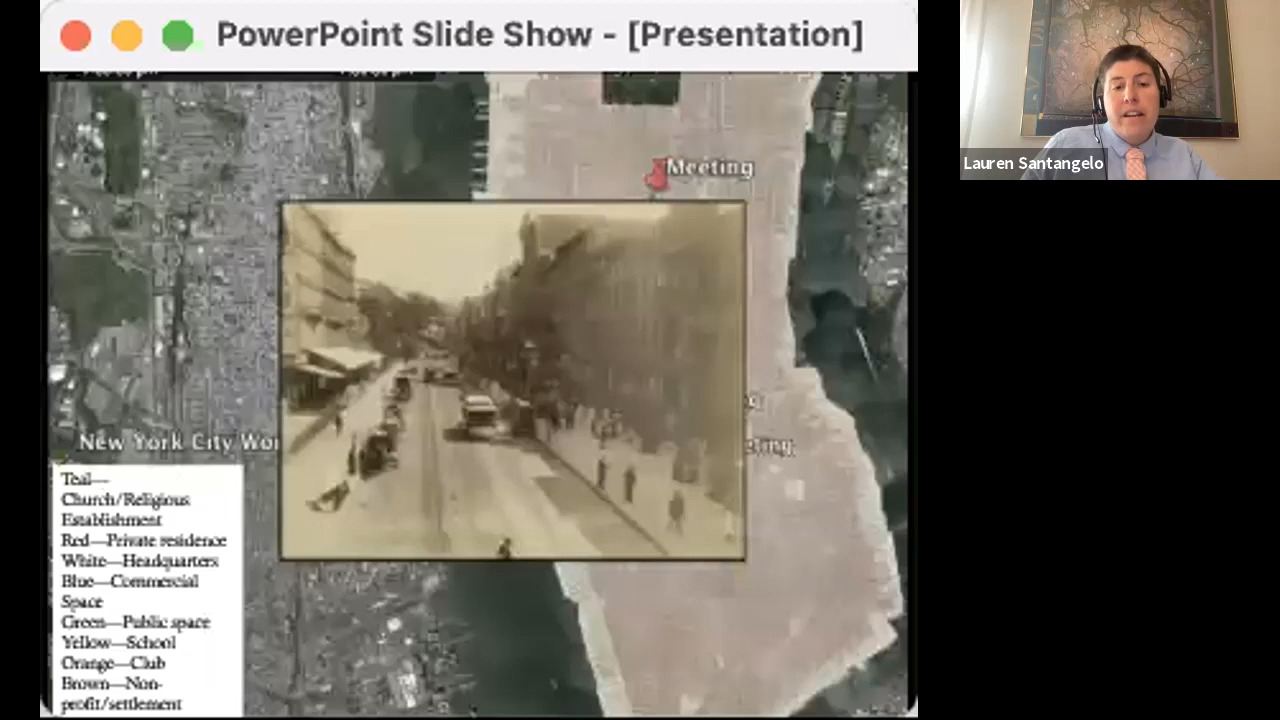 PowerPoint Slide Show - [Presentation]
Lauren Santangelo
Meeting
New York City
Teal—
Church/Religious
Establishment
Red—Private residence
White—Headquarters
Blue—Commercial
Space
Green—Public space
Yellow—School
Orange—Club
Brown—Non-
profit/settlement